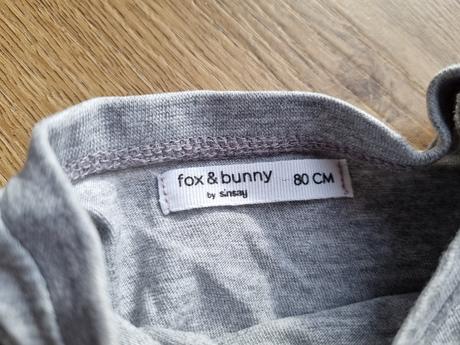 fox & bunny 80 CM
by sinsay